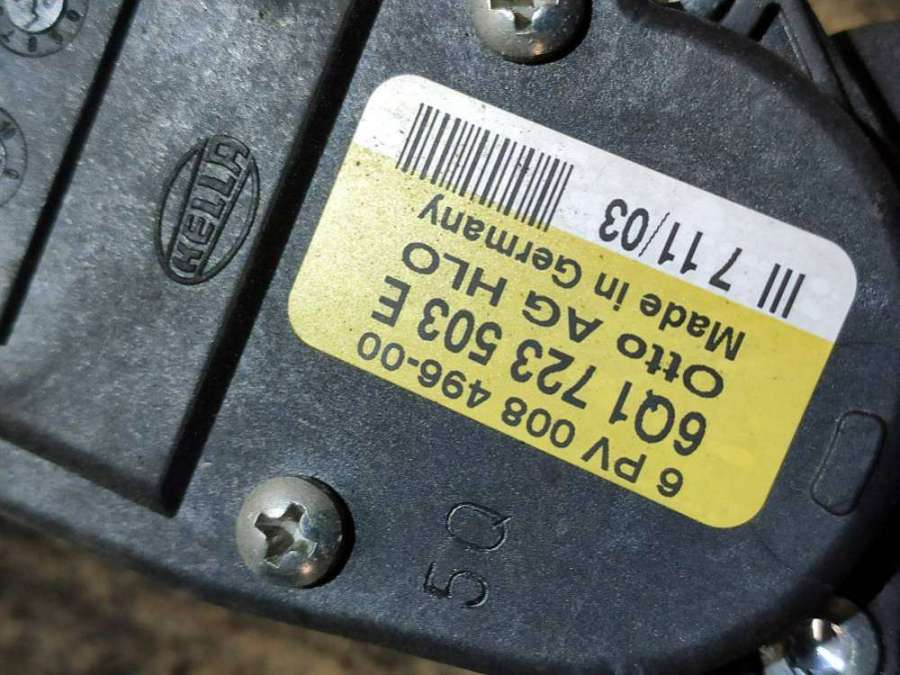 6 PV 008 496-00
6Q1 723 503 E
Otto AG HLO
Made in Germany
7 11/03
HELLA
5Q